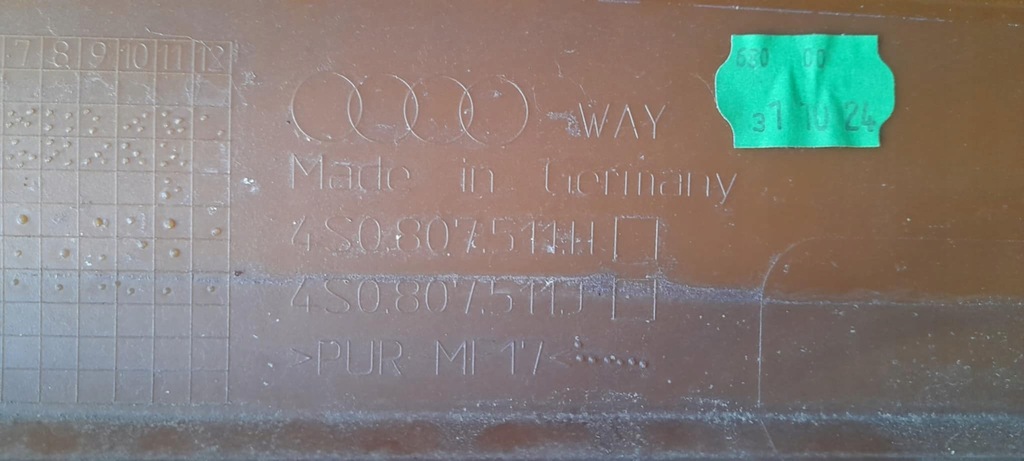 7 8 9 10 11 12
630 00
31 10 24
WAY
Made in Germany
4S0.807.511.H
4S0.807.511.J
>PUR MF17<